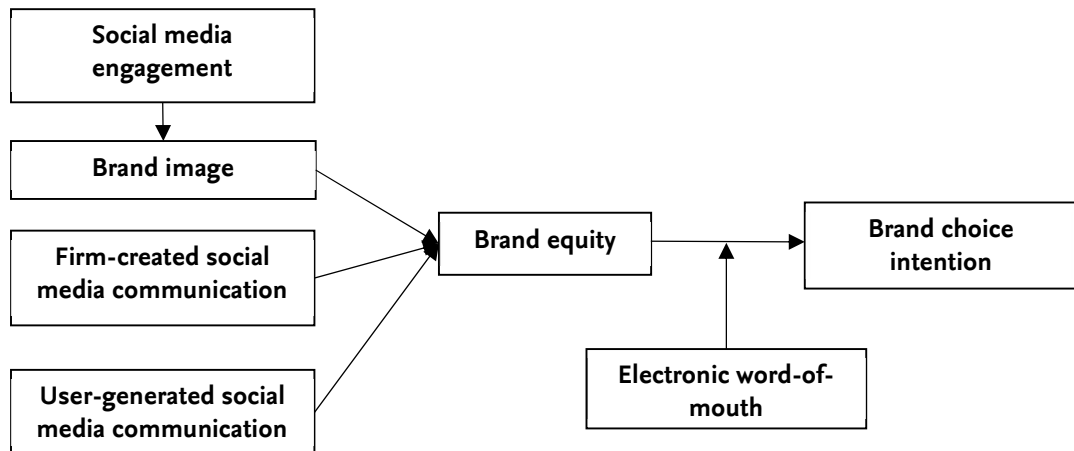 Social media
engagement
Brand image
Firm-created social
media communication
User-generated social
media communication
Brand equity
Electronic word-of-
mouth
Brand choice
intention